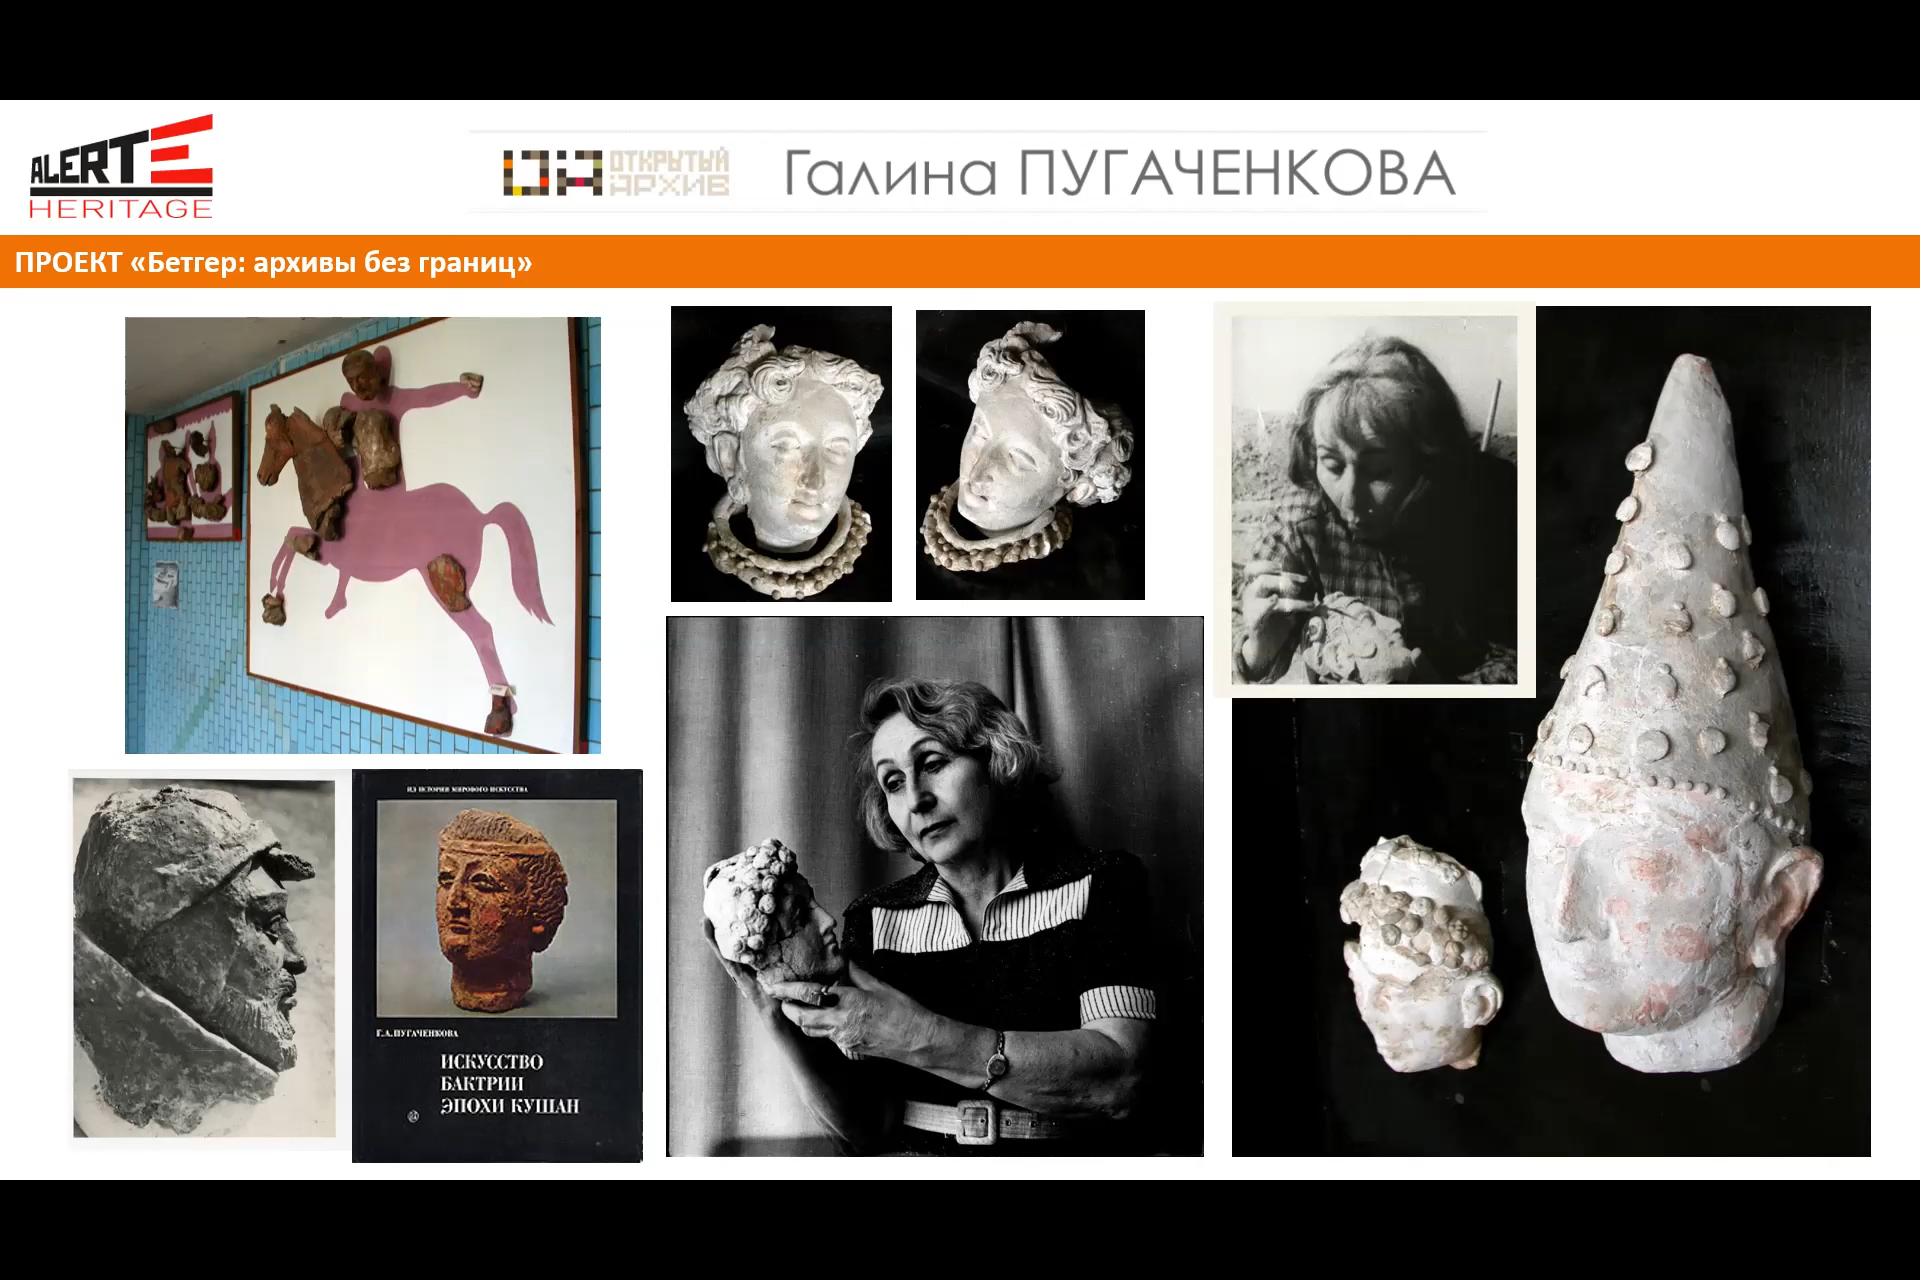 ALERTE
HERITAGE
ОА ОТКРЫТЫЙ
АРХИВ
Галина ПУГАЧЕНКОВА
ПРОЕКТ «Бетгер: архивы без границ»
ИЗ ИСТОРИИ МИРОВОГО ИСКУССТВА
Г.А.ПУГАЧЕНКОВА
ИСКУССТВО
БАКТРИИ
ЭПОХИ КУШАН